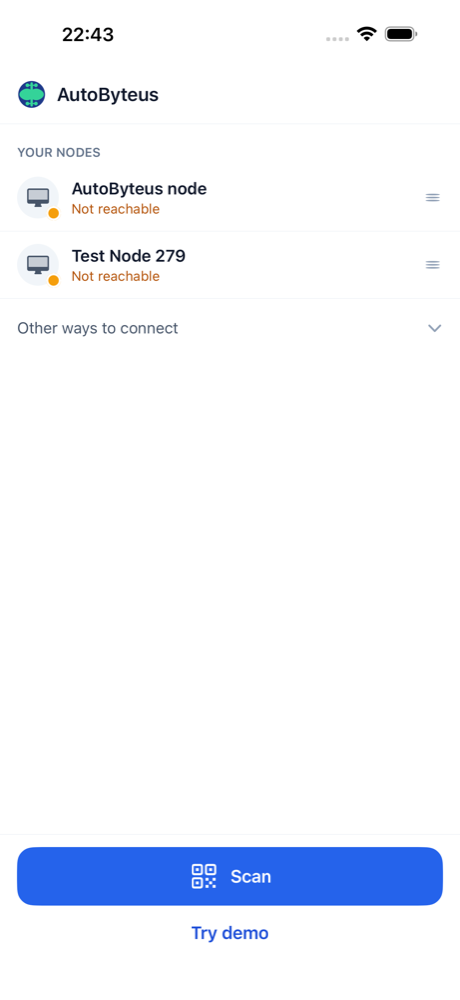 22:43
AutoByteus
YOUR NODES
AutoByteus node
Not reachable
Test Node 279
Not reachable
Other ways to connect
Scan
Try demo